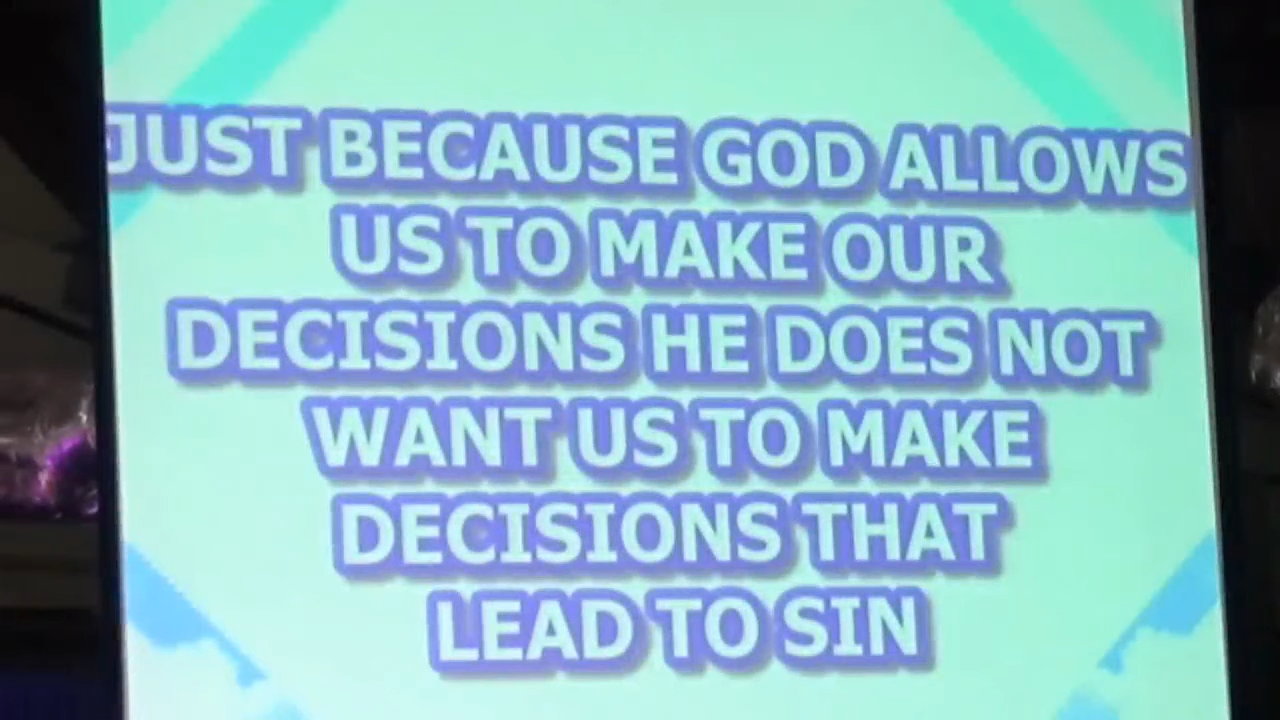 JUST BECAUSE GOD ALLOWS
US TO MAKE OUR
DECISIONS HE DOES NOT
WANT US TO MAKE
DECISIONS THAT
LEAD TO SIN